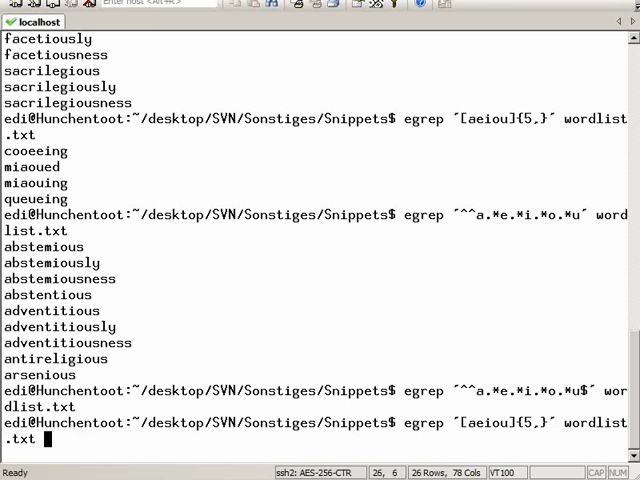 Enter host <Alt+R>
localhost
facetiously
facetiousness
sacrilegious
sacrilegiously
sacrilegiousness
edi@Hunchentoot:~/desktop/SVN/Sonstiges/Snippets$ egrep ´[aeiou]{5,}´ wordlist
.txt
cooeeing
miaoued
miaouing
queueing
edi@Hunchentoot:~/desktop/SVN/Sonstiges/Snippets$ egrep ´^^a.*e.*i.*o.*u´ word
list.txt
abstemious
abstemiously
abstemiousness
abstentious
adventitious
adventitiously
adventitiousness
antireligious
arsenious
edi@Hunchentoot:~/desktop/SVN/Sonstiges/Snippets$ egrep ´^^a.*e.*i.*o.*u$´ wor
dlist.txt
edi@Hunchentoot:~/desktop/SVN/Sonstiges/Snippets$ egrep ´[aeiou]{5,}´ wordlist
.txt
Ready ssh2: AES-256-CTR 26, 6 26 Rows, 78 Cols VT100 CAP NUM